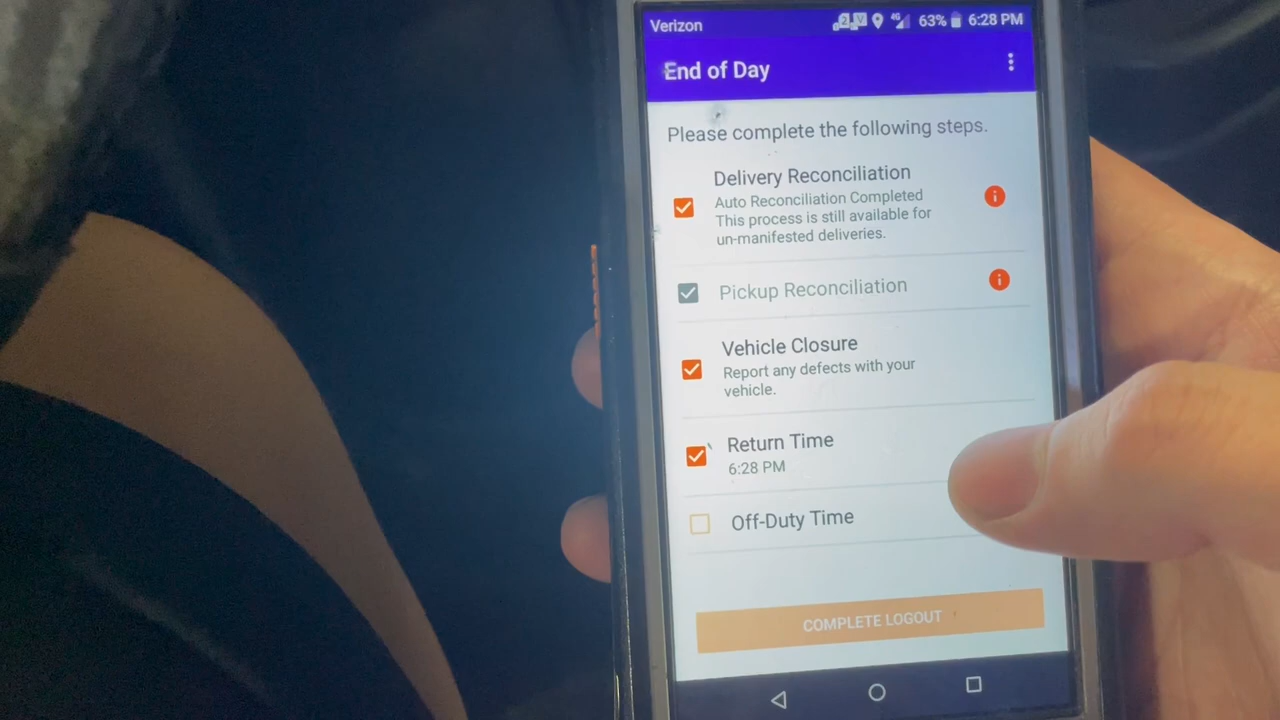 Verizon
2 V 4G 63% 6:28 PM
End of Day
Please complete the following steps.
Delivery Reconciliation
Auto Reconciliation Completed
This process is still available for
un-manifested deliveries.
Pickup Reconciliation
Vehicle Closure
Report any defects with your
vehicle.
Return Time
6:28 PM
Off-Duty Time
COMPLETE LOGOUT